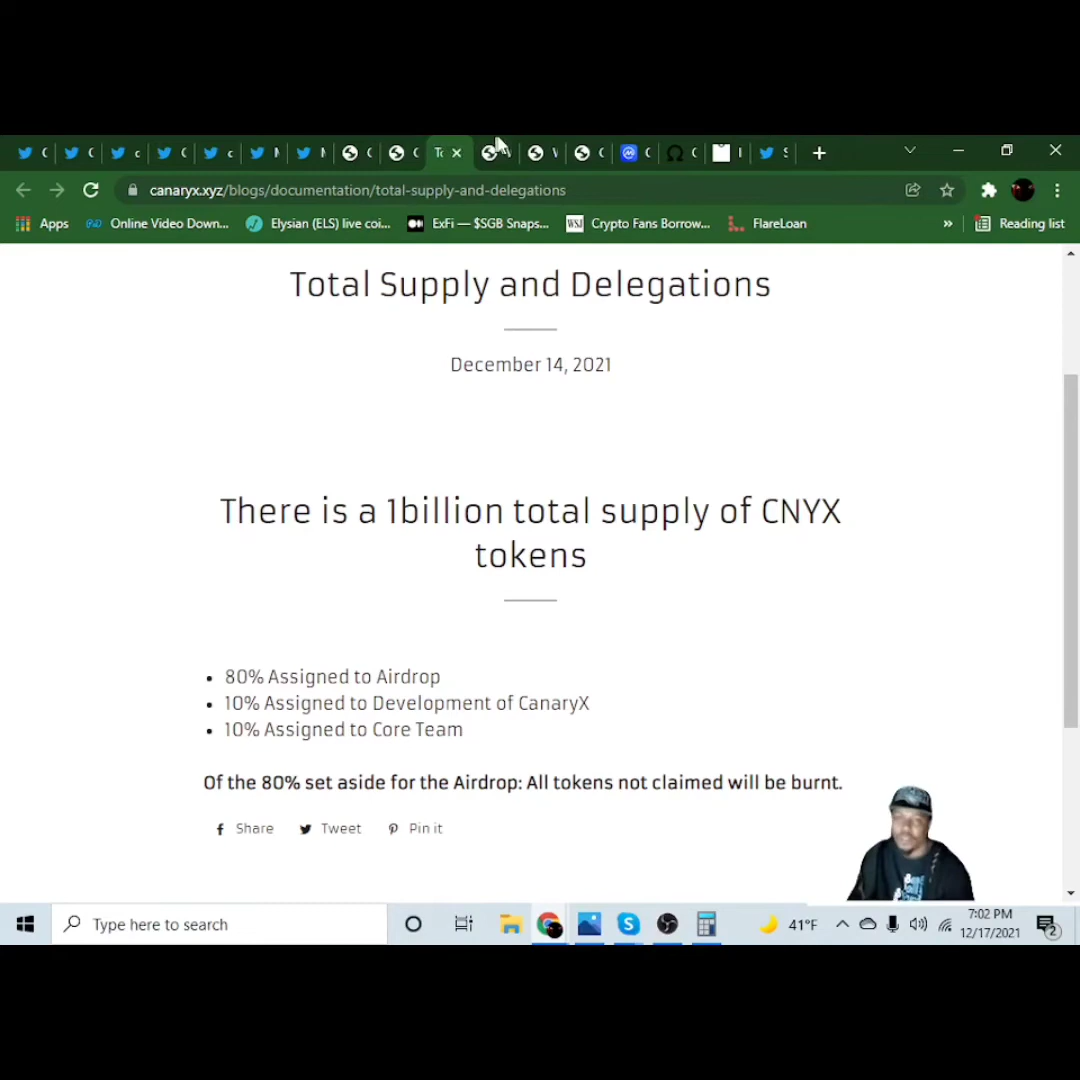 canaryx.xyz/blogs/documentation/total-supply-and-delegations
Apps Online Video Down... Elysian (ELS) live coi... ExFi — $SGB Snaps... WSJ Crypto Fans Borrow... FlareLoan » Reading list
Total Supply and Delegations
December 14, 2021
There is a 1billion total supply of CNYX
tokens
• 80% Assigned to Airdrop
• 10% Assigned to Development of CanaryX
• 10% Assigned to Core Team
Of the 80% set aside for the Airdrop: All tokens not claimed will be burnt.
Share Tweet Pin it
Type here to search
41°F
7:02 PM
12/17/2021
2